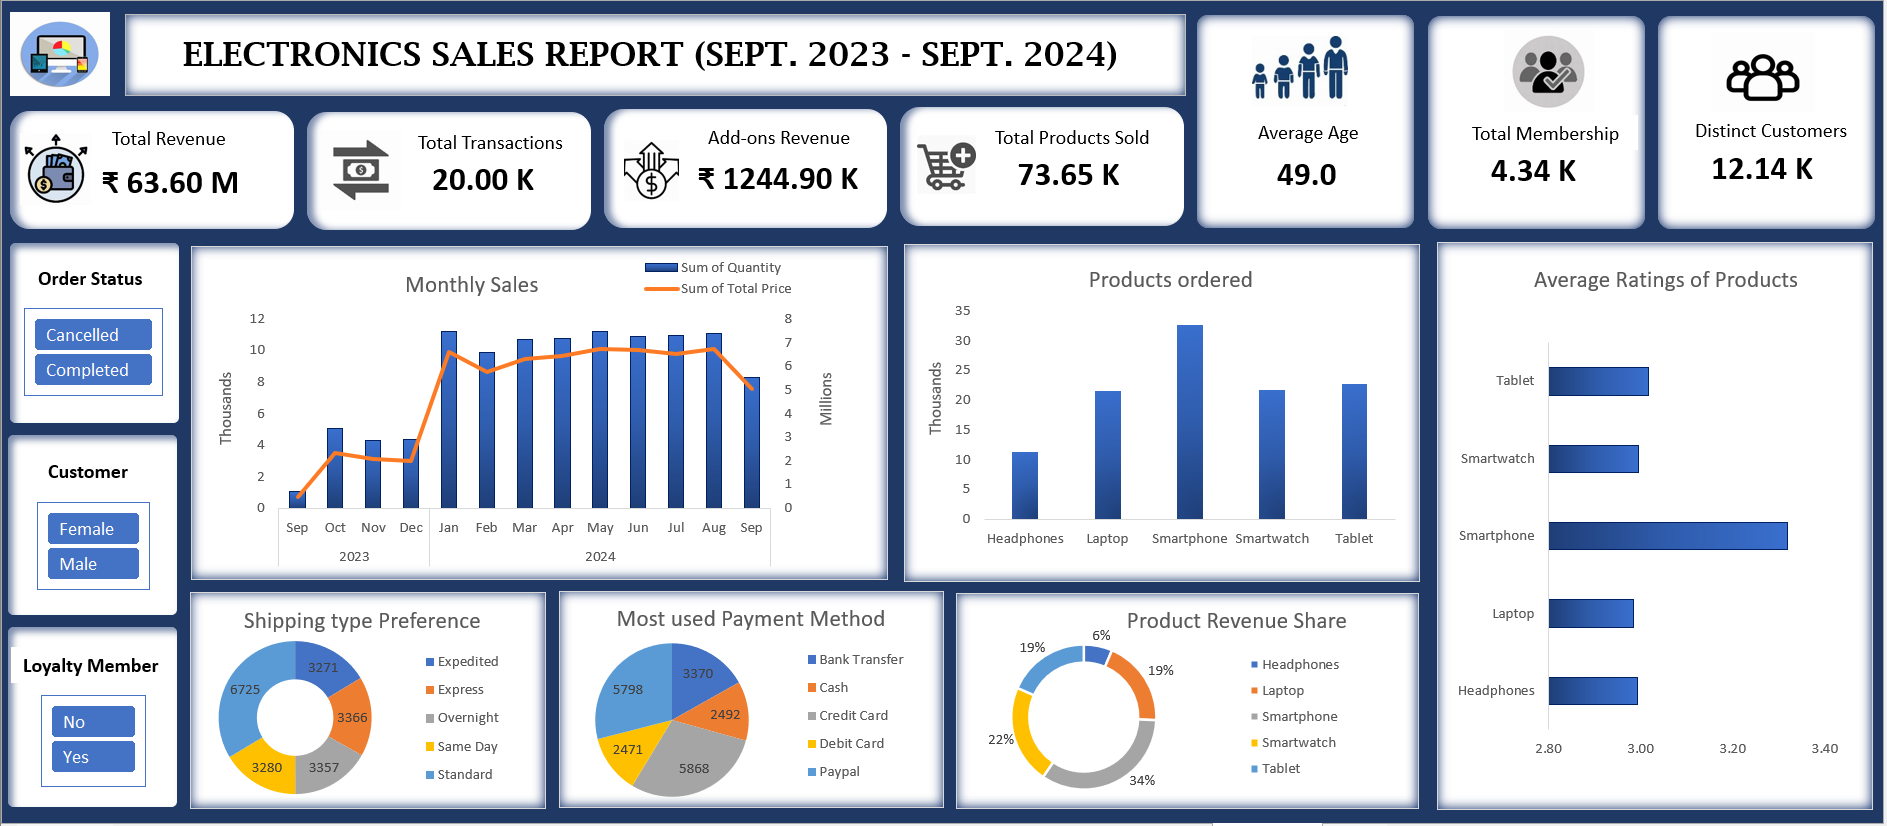 ELECTRONICS SALES REPORT (SEPT. 2023 - SEPT. 2024)
Total Revenue
₹ 63.60 M
Total Transactions
20.00 K
Add-ons Revenue
₹ 1244.90 K
Total Products Sold
73.65 K
Average Age
49.0
Total Membership
4.34 K
Distinct Customers
12.14 K
Order Status
Cancelled
Completed
Customer
Female
Male
Loyalty Member
No
Yes
Monthly Sales
Sum of Quantity
Sum of Total Price
Thousands
12
10
8
6
4
2
0
Millions
8
7
6
5
4
3
2
1
0
Sep Oct Nov Dec Jan Feb Mar Apr May Jun Jul Aug Sep
2023 2024
Products ordered
Thousands
35
30
25
20
15
10
5
0
Headphones Laptop Smartphone Smartwatch Tablet
Average Ratings of Products
Tablet
Smartwatch
Smartphone
Laptop
Headphones
2.80 3.00 3.20 3.40
Shipping type Preference
3271
3366
3357
3280
6725
Expedited
Express
Overnight
Same Day
Standard
Most used Payment Method
3370
2492
5868
2471
5798
Bank Transfer
Cash
Credit Card
Debit Card
Paypal
Product Revenue Share
6%
19%
34%
22%
19%
Headphones
Laptop
Smartphone
Smartwatch
Tablet